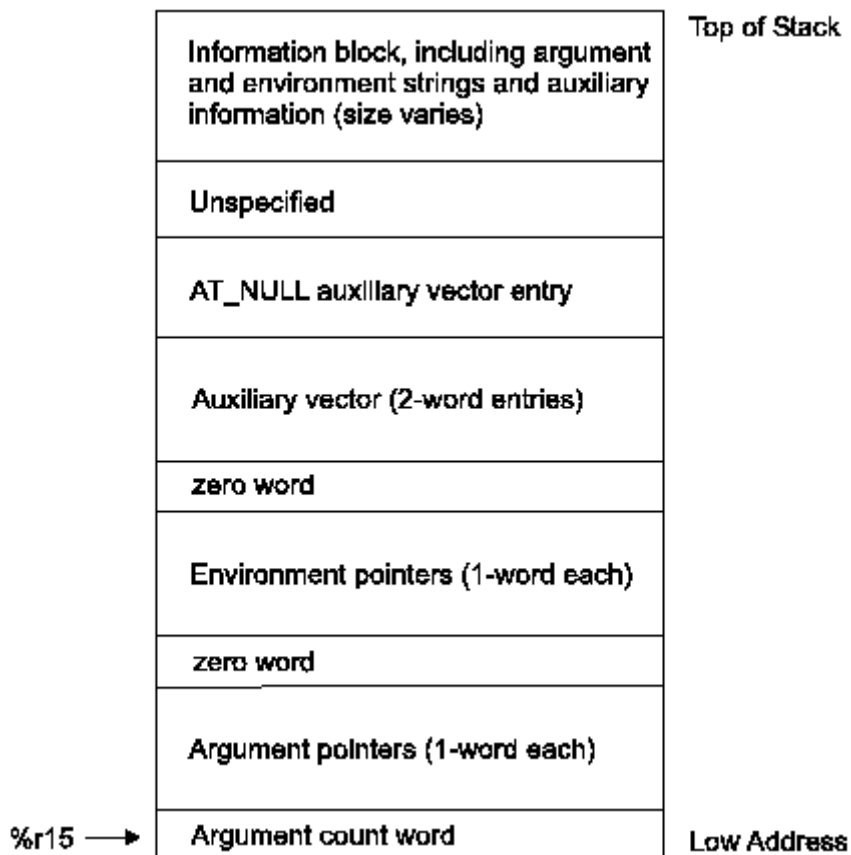 Top of Stack
Information block, including argument
and environment strings and auxiliary
information (size varies)
Unspecified
AT_NULL auxiliary vector entry
Auxiliary vector (2-word entries)
zero word
Environment pointers (1-word each)
zero word
Argument pointers (1-word each)
%r15
Argument count word
Low Address